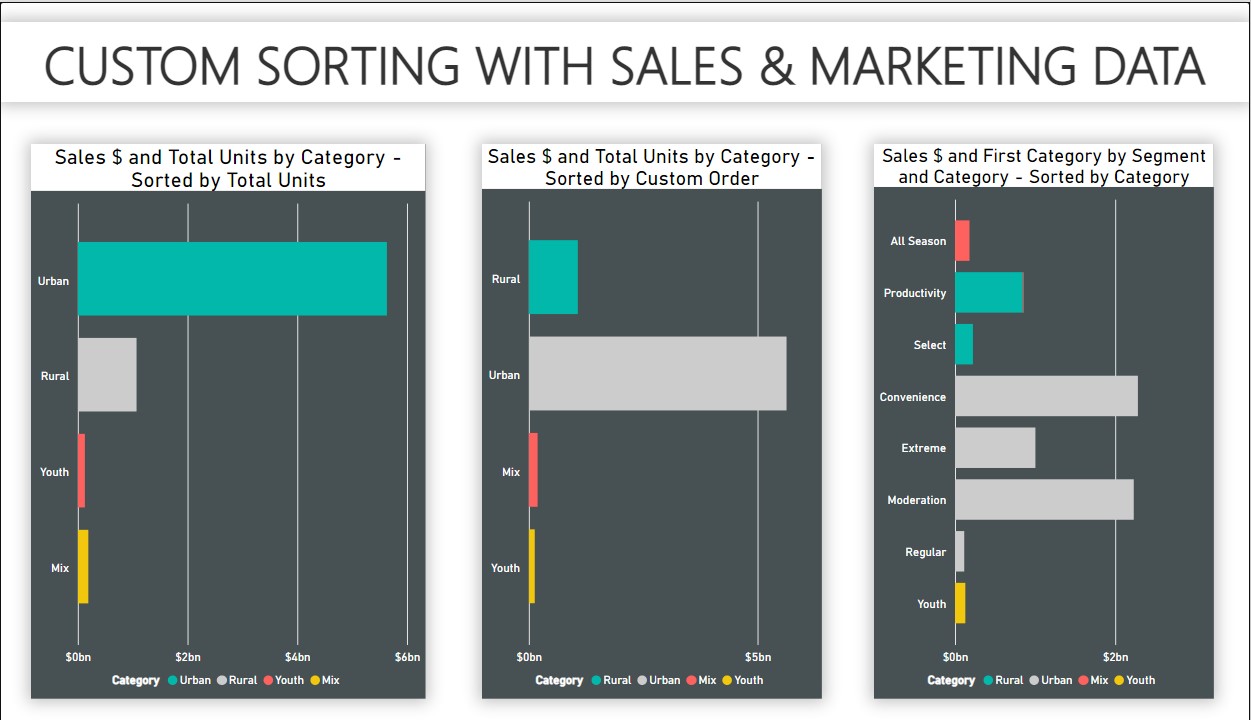 CUSTOM SORTING WITH SALES & MARKETING DATA
Sales $ and Total Units by Category -
Sorted by Total Units
Urban
Rural
Youth
Mix
$0bn $2bn $4bn $6bn
Category Urban Rural Youth Mix
Sales $ and Total Units by Category -
Sorted by Custom Order
Rural
Urban
Mix
Youth
$0bn $5bn
Category Rural Urban Mix Youth
Sales $ and First Category by Segment
and Category - Sorted by Category
All Season
Productivity
Select
Convenience
Extreme
Moderation
Regular
Youth
$0bn $2bn
Category Rural Urban Mix Youth